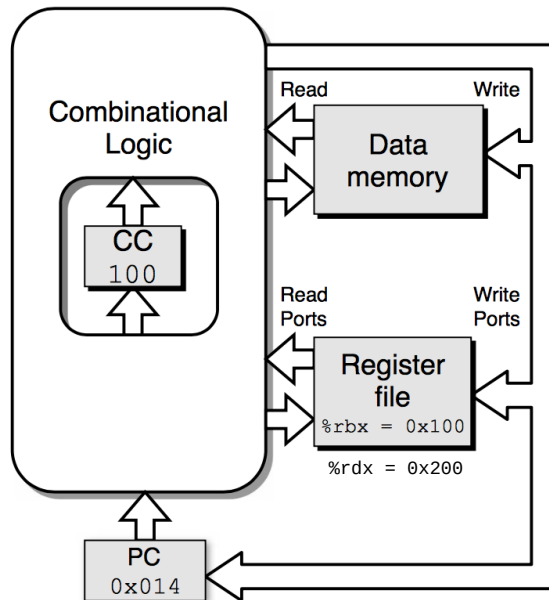 Combinational
Logic
CC
100
Read
Write
Data
memory
Read
Ports
Write
Ports
Register
file
%rbx = 0x100
%rdx = 0x200
PC
0x014